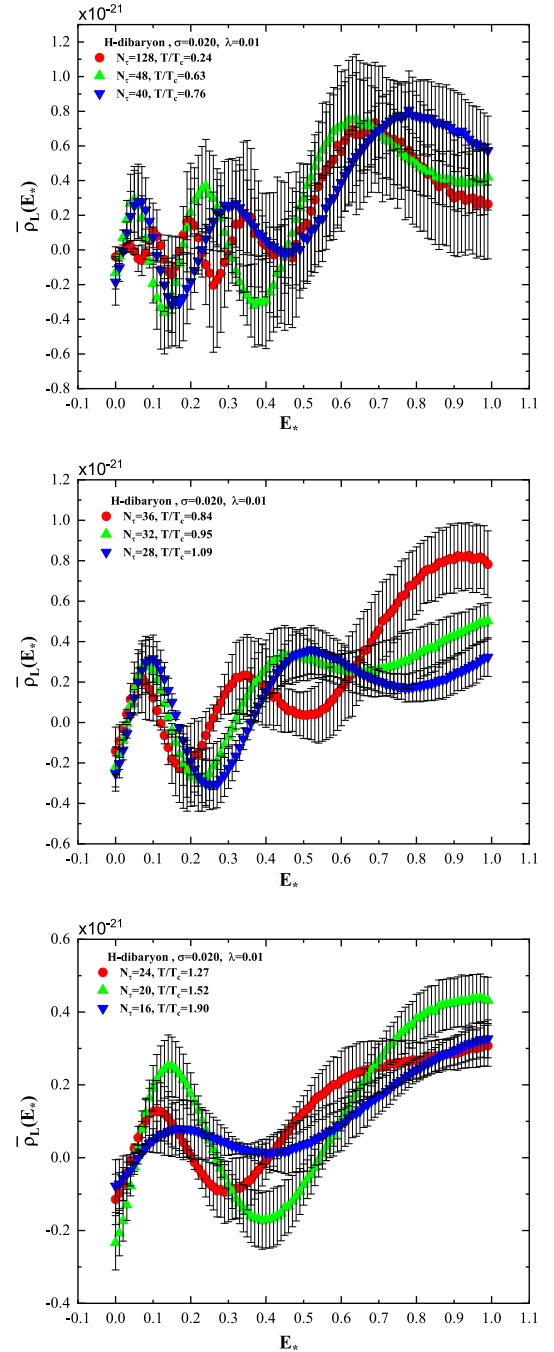 x10^-21
H-dibaryon , σ=0.020, λ=0.01
N_τ=128, T/T_c=0.24
N_τ=48, T/T_c=0.63
N_τ=40, T/T_c=0.76
ρ̄_L(E_*)
1.2
1.0
0.8
0.6
0.4
0.2
0.0
-0.2
-0.4
-0.6
-0.8
-0.1 0.0 0.1 0.2 0.3 0.4 0.5 0.6 0.7 0.8 0.9 1.0 1.1
E_*
x10^-21
H-dibaryon , σ=0.020, λ=0.01
N_τ=36, T/T_c=0.84
N_τ=32, T/T_c=0.95
N_τ=28, T/T_c=1.09
ρ̄_L(E_*)
1.2
1.0
0.8
0.6
0.4
0.2
0.0
-0.2
-0.4
-0.6
-0.1 0.0 0.1 0.2 0.3 0.4 0.5 0.6 0.7 0.8 0.9 1.0 1.1
E_*
x10^-21
H-dibaryon , σ=0.020, λ=0.01
N_τ=24, T/T_c=1.27
N_τ=20, T/T_c=1.52
N_τ=16, T/T_c=1.90
ρ̄_L(E_*)
0.6
0.4
0.2
0.0
-0.2
-0.4
-0.1 0.0 0.1 0.2 0.3 0.4 0.5 0.6 0.7 0.8 0.9 1.0 1.1
E_*